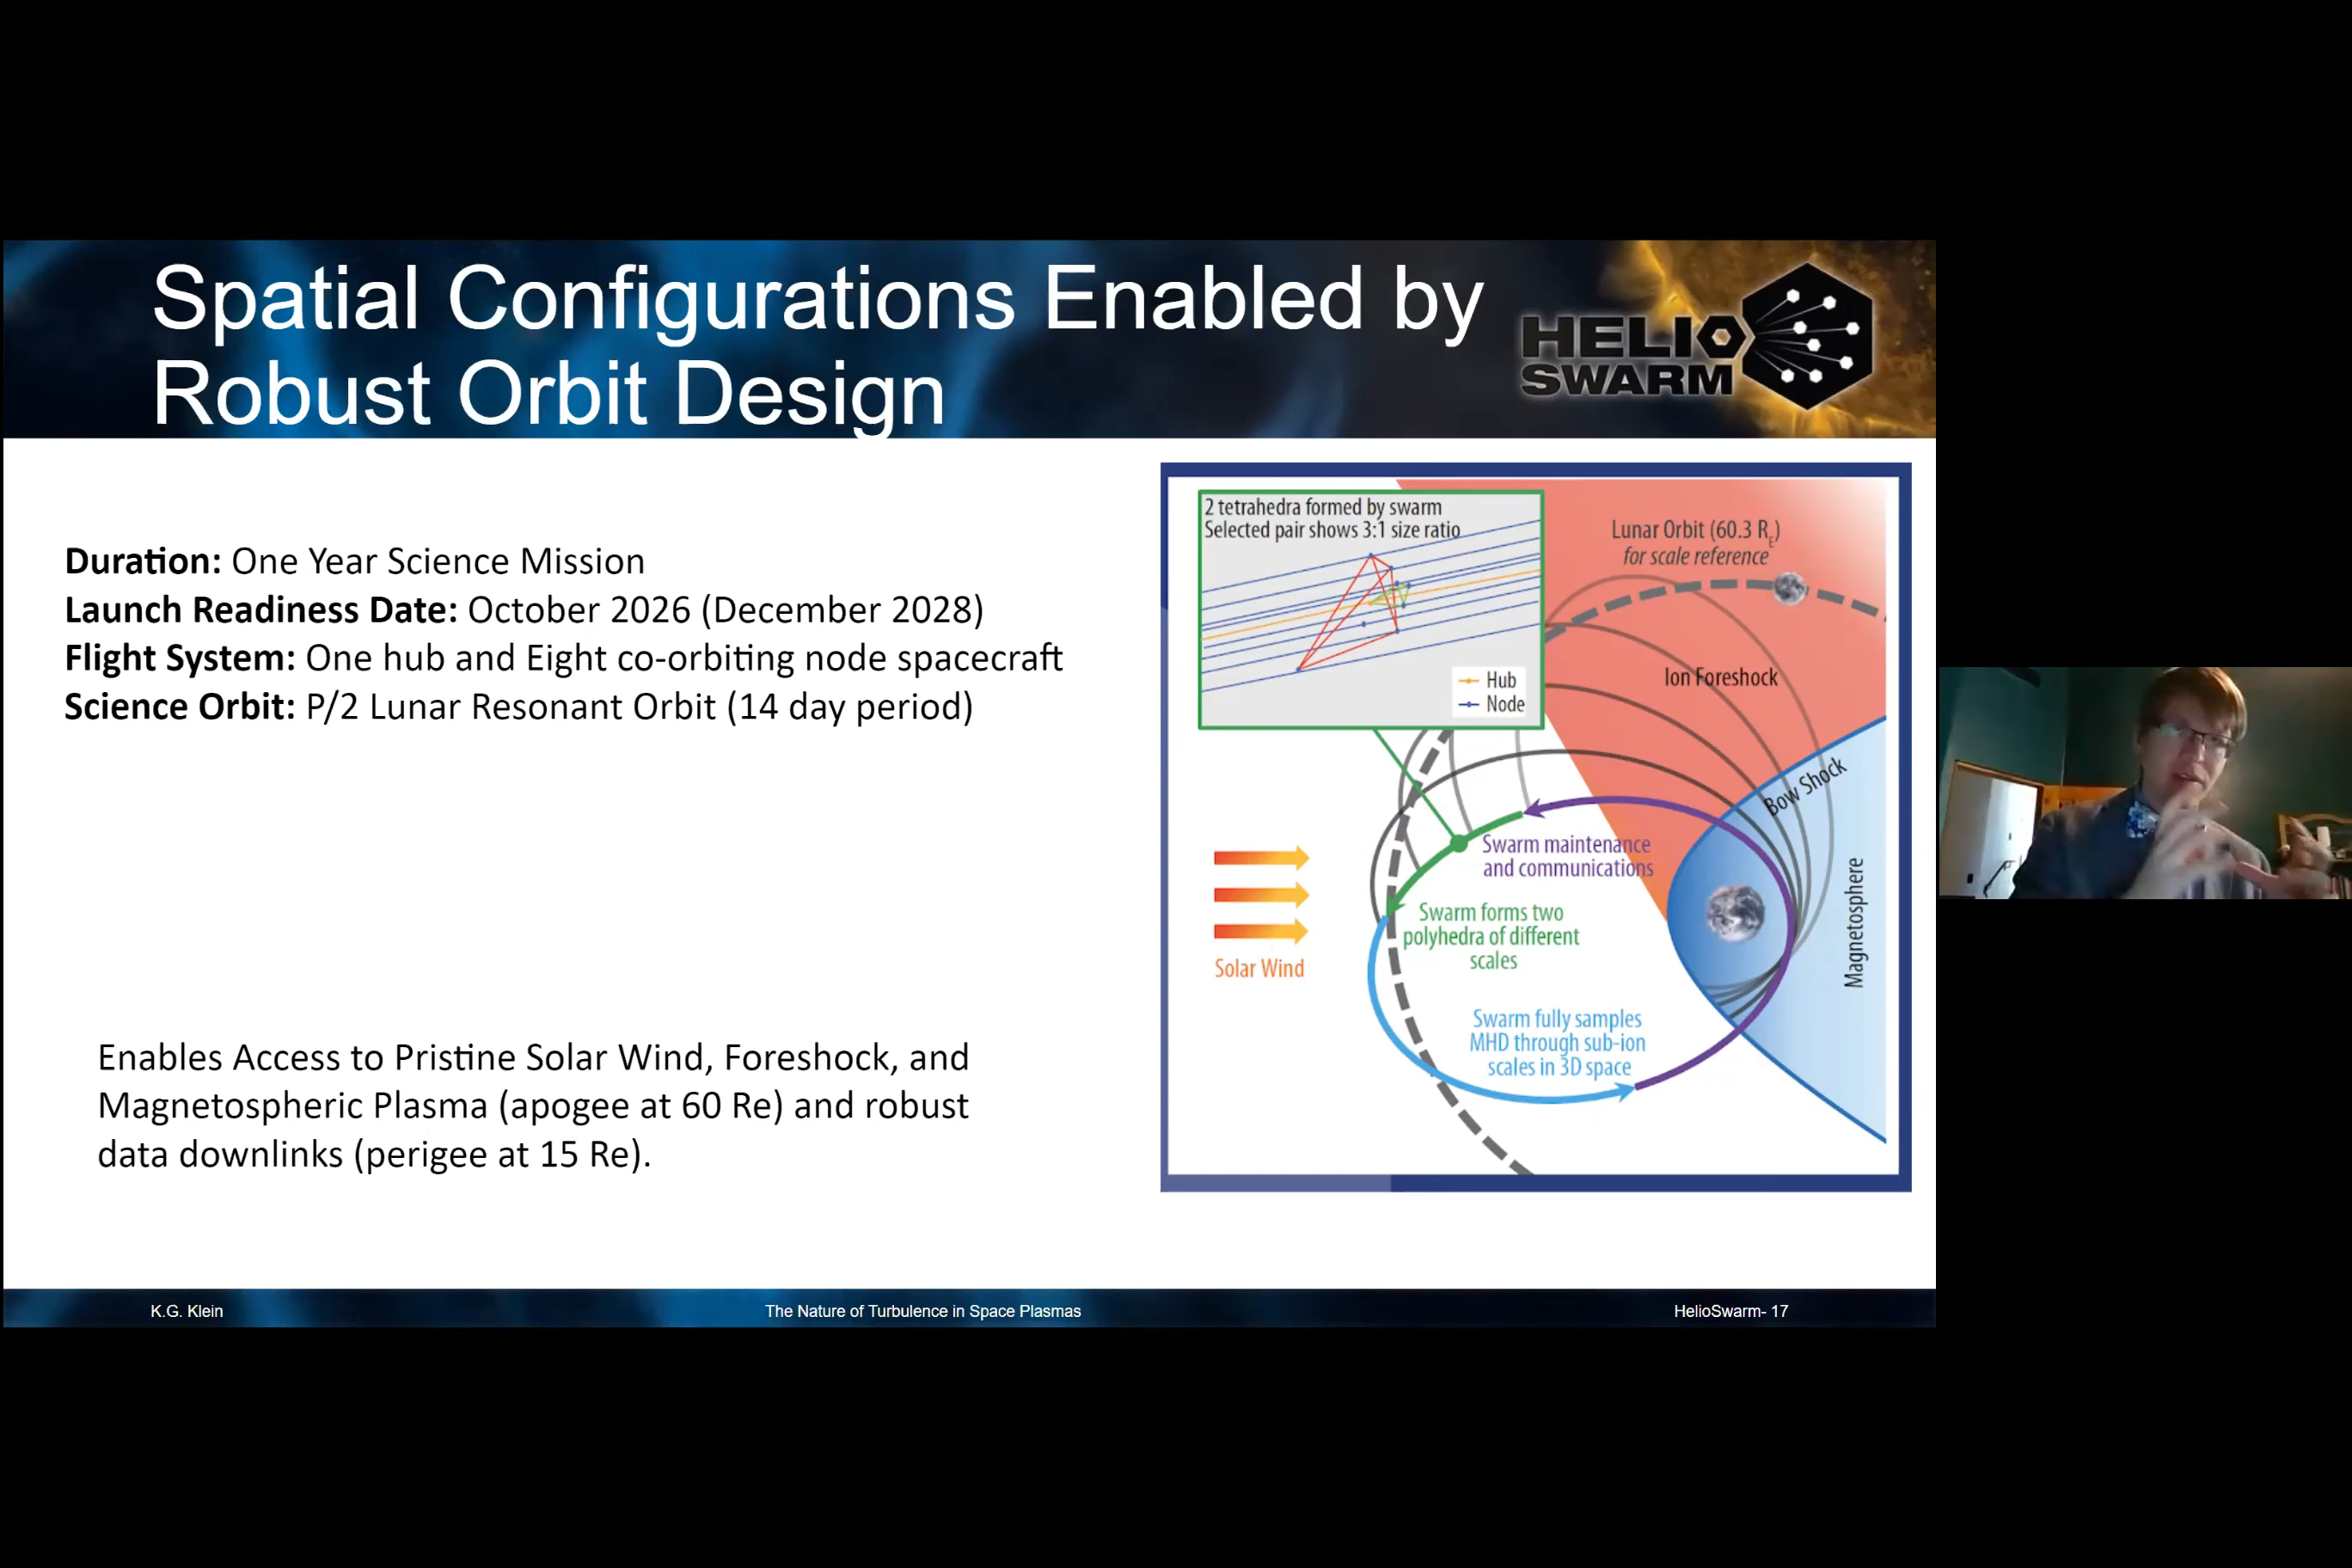 Spatial Configurations Enabled by
Robust Orbit Design
HELIO
SWARM
Duration: One Year Science Mission
Launch Readiness Date: October 2026 (December 2028)
Flight System: One hub and Eight co-orbiting node spacecraft
Science Orbit: P/2 Lunar Resonant Orbit (14 day period)
Enables Access to Pristine Solar Wind, Foreshock, and
Magnetospheric Plasma (apogee at 60 Re) and robust
data downlinks (perigee at 15 Re).
2 tetrahedra formed by swarm
Selected pair shows 3:1 size ratio
Hub
Node
Lunar Orbit (60.3 RE)
for scale reference
Ion Foreshock
Bow Shock
Magnetosphere
Swarm maintenance
and communications
Swarm forms two
polyhedra of different
scales
Solar Wind
Swarm fully samples
MHD through sub-ion
scales in 3D space
K.G. Klein
The Nature of Turbulence in Space Plasmas
HelioSwarm- 17